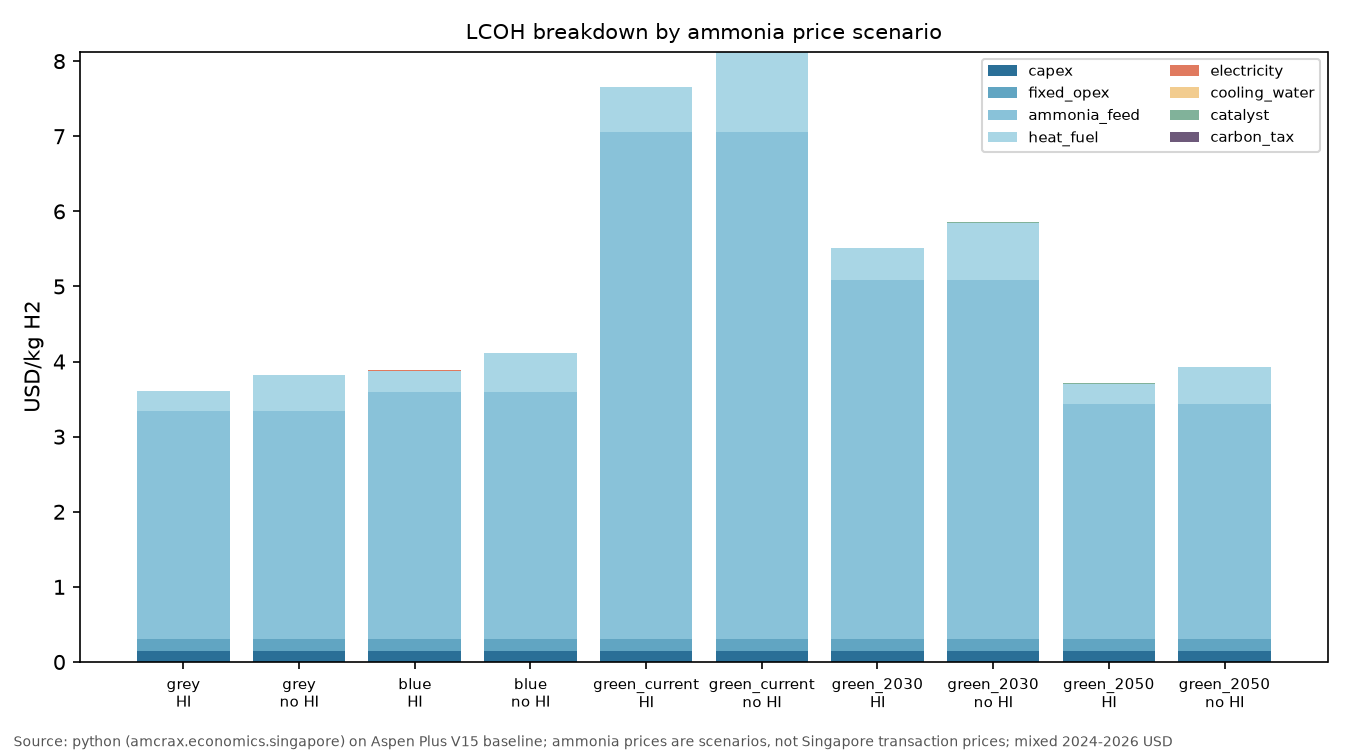 LCOH breakdown by ammonia price scenario
8
7
6
5
4
3
2
1
0
USD/kg H2
capex
fixed_opex
ammonia_feed
heat_fuel
electricity
cooling_water
catalyst
carbon_tax
grey
HI
grey
no HI
blue
HI
blue
no HI
green_current
HI
green_current
no HI
green_2030
HI
green_2030
no HI
green_2050
HI
green_2050
no HI
Source: python (amcrax.economics.singapore) on Aspen Plus V15 baseline; ammonia prices are scenarios, not Singapore transaction prices; mixed 2024-2026 USD